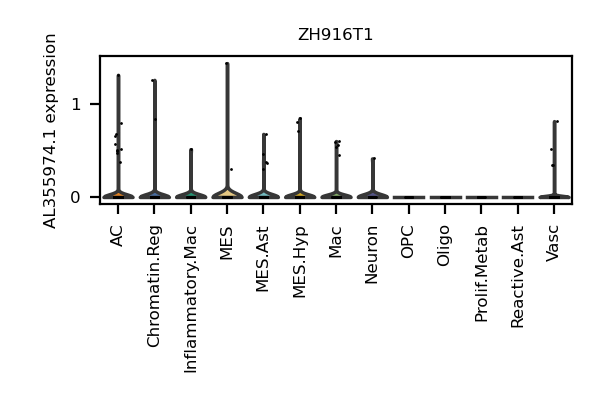 ZH916T1
AL355974.1 expression
1
0
AC
Chromatin.Reg
Inflammatory.Mac
MES
MES.Ast
MES.Hyp
Mac
Neuron
OPC
Oligo
Prolif.Metab
Reactive.Ast
Vasc